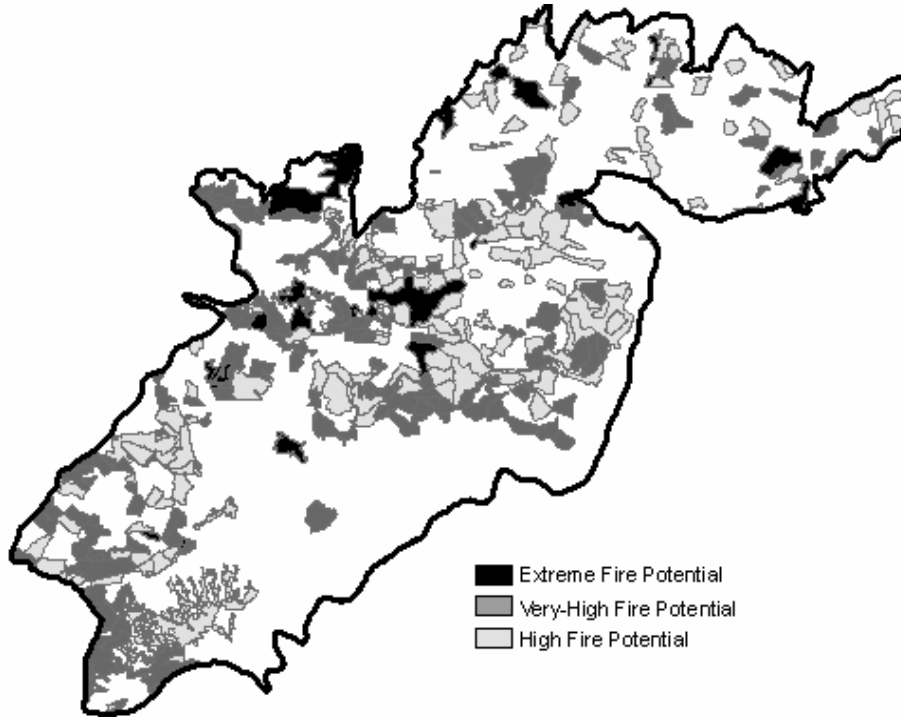 Extreme Fire Potential
Very-High Fire Potential
High Fire Potential